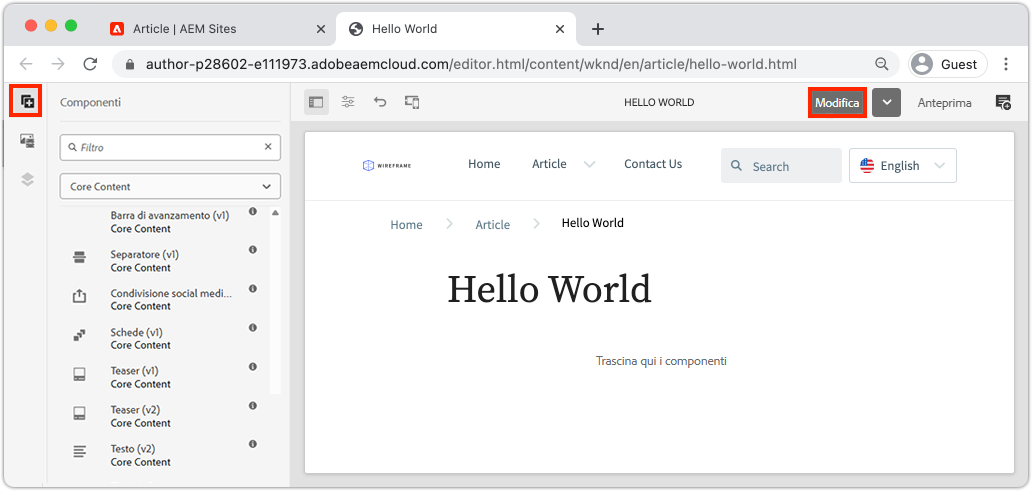 Article | AEM Sites
Hello World
author-p28602-e111973.adobeaemcloud.com/editor.html/content/wknd/en/article/hello-world.html
Guest
Componenti
HELLO WORLD
Modifica
Anteprima
Filtro
Core Content
Barra di avanzamento (v1)
Core Content
Separatore (v1)
Core Content
Condivisione social medi...
Core Content
Schede (v1)
Core Content
Teaser (v1)
Core Content
Teaser (v2)
Core Content
Testo (v2)
Core Content
WIREFRAME
Home
Article
Contact Us
Search
English
Home
Article
Hello World
Hello World
Trascina qui i componenti